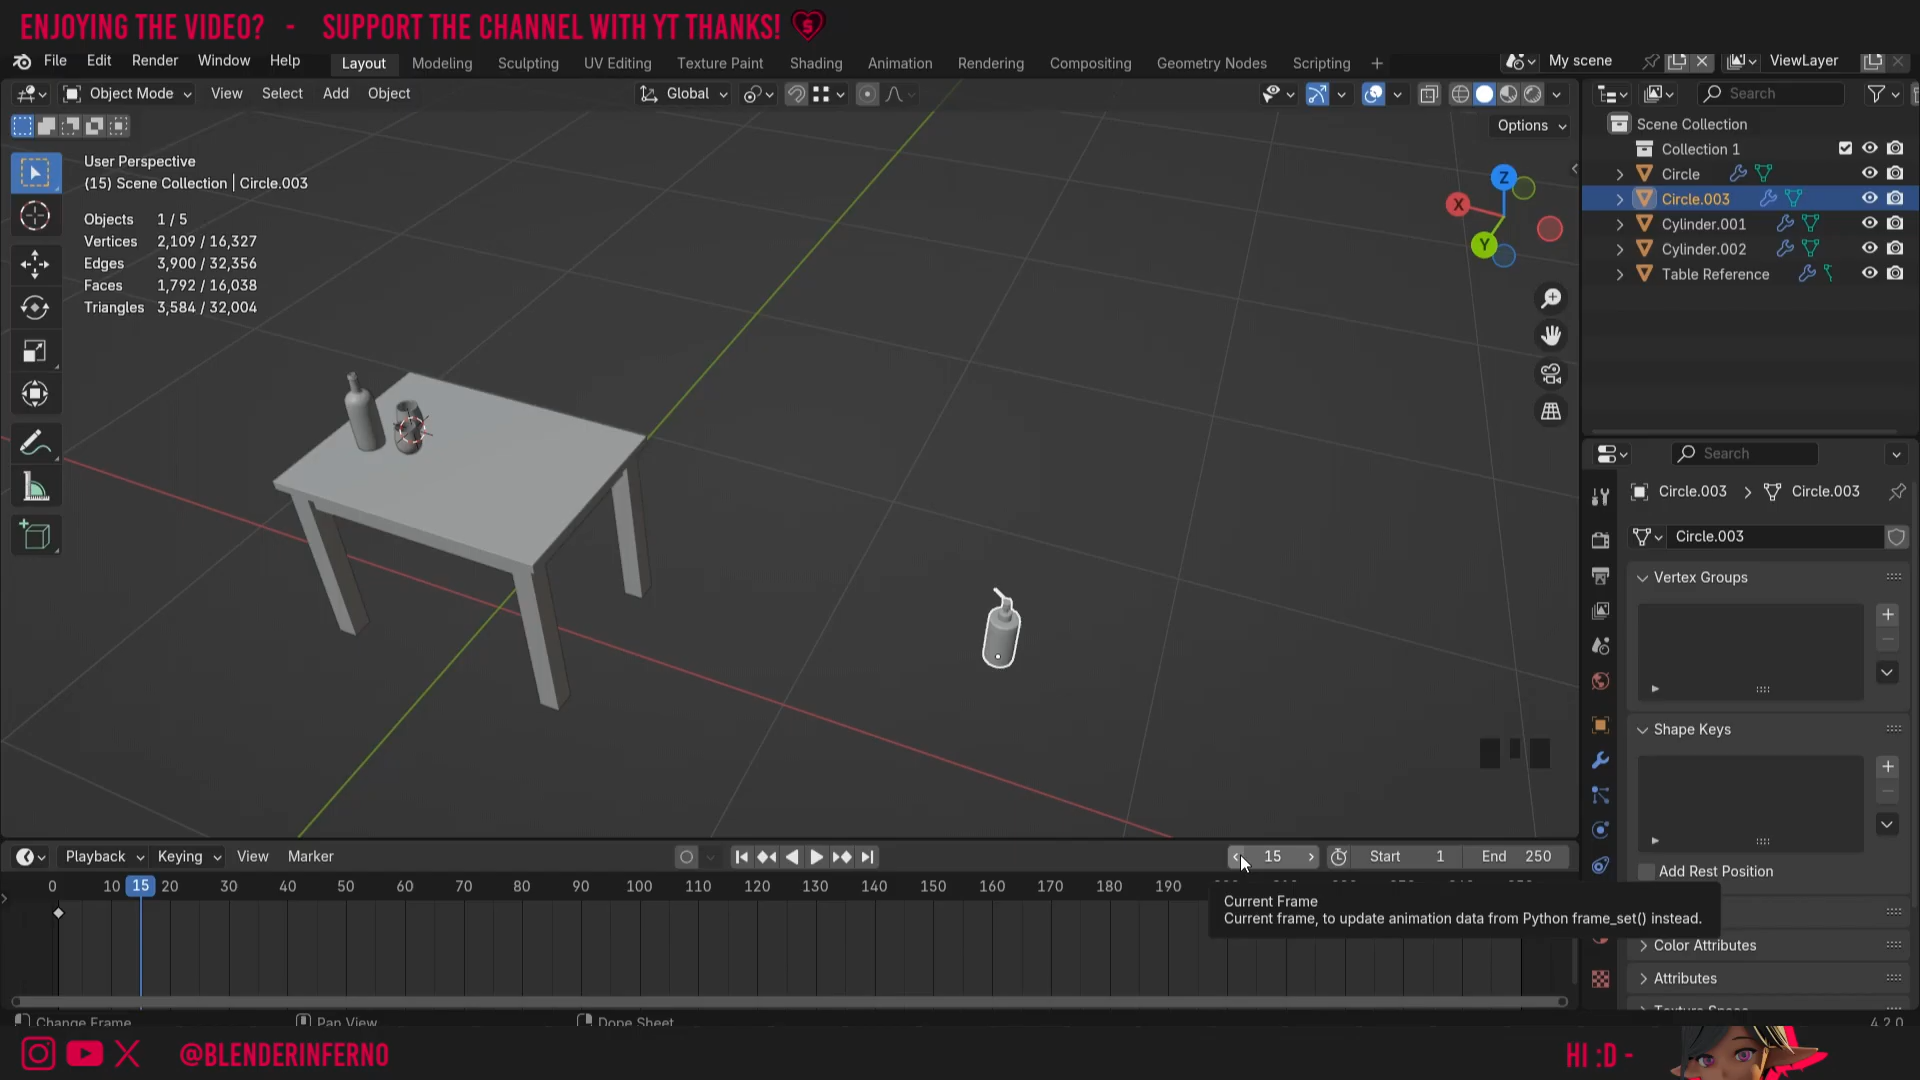 ENJOYING THE VIDEO? - SUPPORT THE CHANNEL WITH YT THANKS!
File Edit Render Window Help Layout Modeling Sculpting UV Editing Texture Paint Shading Animation Rendering Compositing Geometry Nodes Scripting My scene ViewLayer
Object Mode View Select Add Object Global Search
Options
User Perspective
(15) Scene Collection | Circle.003
Objects 1 / 5
Vertices 2,109 / 16,327
Edges 3,900 / 32,356
Faces 1,792 / 16,038
Triangles 3,584 / 32,004
X
Y
Z
Scene Collection
Collection 1
Circle
Circle.003
Cylinder.001
Cylinder.002
Table Reference
Search
Circle.003 Circle.003
Circle.003
Vertex Groups
Shape Keys
Add Rest Position
Color Attributes
Attributes
Playback Keying View Marker 15 Start 1 End 250
0 10 15 20 30 40 50 60 70 80 90 100 110 120 130 140 150 160 170 180 190
Current Frame
Current frame, to update animation data from Python frame_set() instead.
Change Frame Pan View Dope Sheet 4.2.0
@BLENDERINFERNO HI :D -